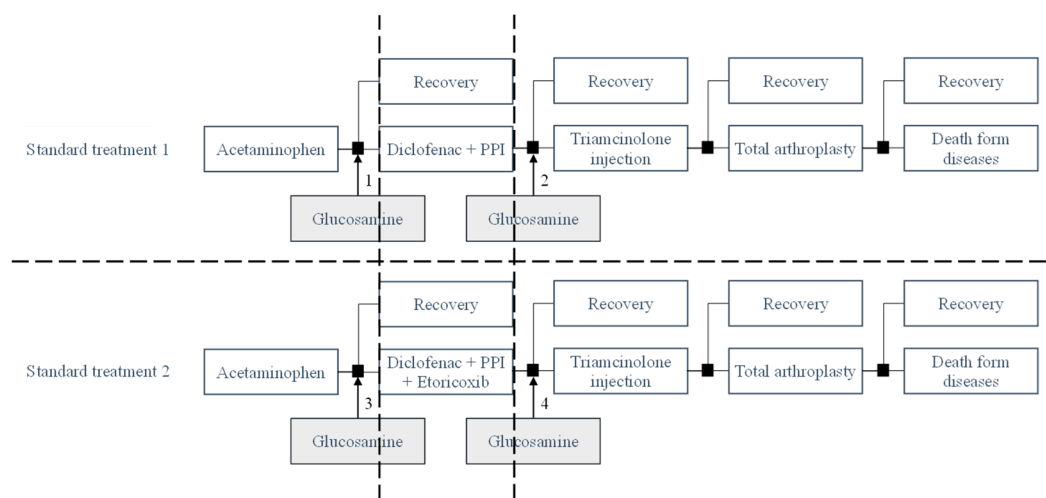 Recovery
Recovery
Recovery
Recovery
Standard treatment 1
Acetaminophen
Diclofenac + PPI
Triamcinolone
injection
Total arthroplasty
Death form
diseases
1
2
Glucosamine
Glucosamine
Recovery
Recovery
Recovery
Recovery
Standard treatment 2
Acetaminophen
Diclofenac + PPI
+ Etoricoxib
Triamcinolone
injection
Total arthroplasty
Death form
diseases
3
4
Glucosamine
Glucosamine